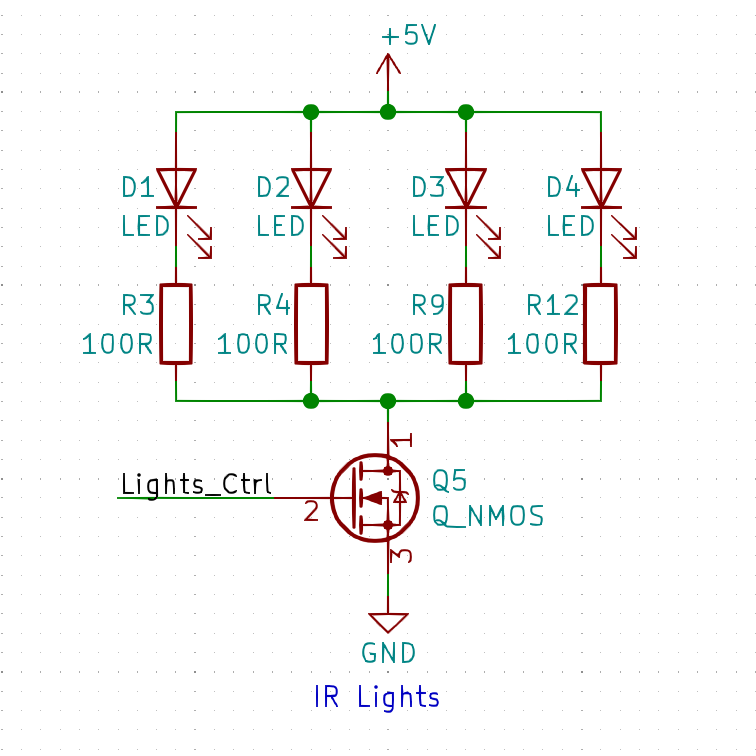 +5V
D1
LED
D2
LED
D3
LED
D4
LED
R3
100R
R4
100R
R9
100R
R12
100R
1
Lights_Ctrl
2
Q5
Q_NMOS
3
GND
IR Lights